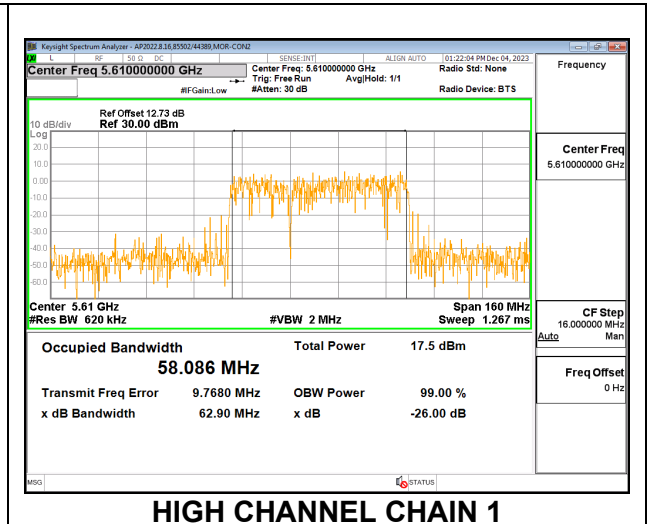 Keysight Spectrum Analyzer - AP2022.8.16,85502/44389,MOR-CON2
L RF 50 Ω DC SENSE:INT ALIGN AUTO 01:22:04 PM Dec 04, 2023
Center Freq 5.610000000 GHz Center Freq: 5.610000000 GHz Radio Std: None
Trig: Free Run Avg|Hold: 1/1
#IFGain:Low #Atten: 30 dB Radio Device: BTS
Frequency
Ref Offset 12.73 dB
10 dB/div Ref 30.00 dBm
Log
20.0
10.0
0.00
-10.0
-20.0
-30.0
-40.0
-50.0
-60.0
Center 5.61 GHz Span 160 MHz
#Res BW 620 kHz #VBW 2 MHz Sweep 1.267 ms
Center Freq
5.610000000 GHz
CF Step
16.000000 MHz
Auto Man
Freq Offset
0 Hz
Occupied Bandwidth Total Power 17.5 dBm
58.086 MHz
Transmit Freq Error 9.7680 MHz OBW Power 99.00 %
x dB Bandwidth 62.90 MHz x dB -26.00 dB
MSG STATUS
HIGH CHANNEL CHAIN 1